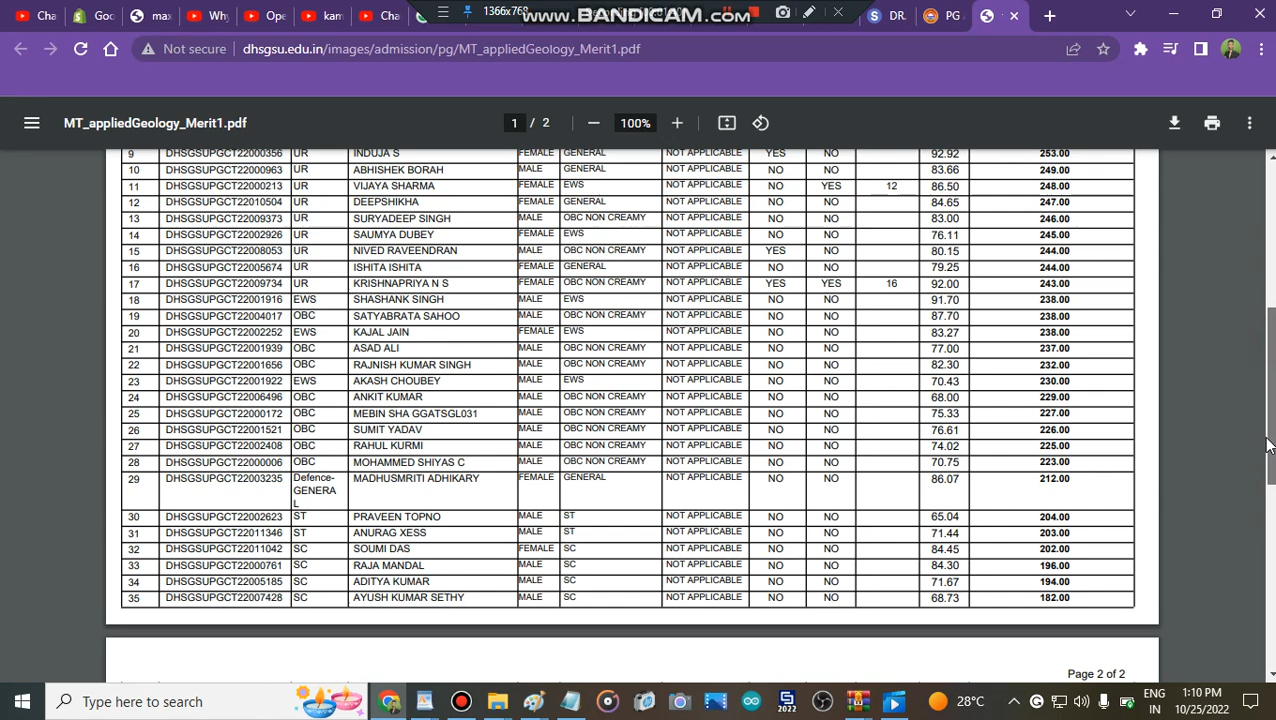 Cha Goo ma Why Ope kam Cha 1366x768 www.BANDICAM.com DR. PG
Not secure dhsgsu.edu.in/images/admission/pg/MT_appliedGeology_Merit1.pdf
MT_appliedGeology_Merit1.pdf 1 / 2 100%
9 DHSGSUPGCT22000356 UR INDUJA S FEMALE GENERAL NOT APPLICABLE YES NO 92.92 253.00
10 DHSGSUPGCT22000963 UR ABHISHEK BORAH MALE GENERAL NOT APPLICABLE NO NO 83.66 249.00
11 DHSGSUPGCT22000213 UR VIJAYA SHARMA FEMALE EWS NOT APPLICABLE NO YES 12 86.50 248.00
12 DHSGSUPGCT22010504 UR DEEPSHIKHA FEMALE GENERAL NOT APPLICABLE NO NO 84.65 247.00
13 DHSGSUPGCT22009373 UR SURYADEEP SINGH MALE OBC NON CREAMY NOT APPLICABLE NO NO 83.00 246.00
14 DHSGSUPGCT22002926 UR SAUMYA DUBEY FEMALE EWS NOT APPLICABLE NO NO 76.11 245.00
15 DHSGSUPGCT22008053 UR NIVED RAVEENDRAN MALE OBC NON CREAMY NOT APPLICABLE YES NO 80.15 244.00
16 DHSGSUPGCT22005674 UR ISHITA ISHITA FEMALE GENERAL NOT APPLICABLE NO NO 79.25 244.00
17 DHSGSUPGCT22009734 UR KRISHNAPRIYA N S FEMALE OBC NON CREAMY NOT APPLICABLE YES YES 16 92.00 243.00
18 DHSGSUPGCT22001916 EWS SHASHANK SINGH MALE EWS NOT APPLICABLE NO NO 91.70 238.00
19 DHSGSUPGCT22004017 OBC SATYABRATA SAHOO MALE OBC NON CREAMY NOT APPLICABLE NO NO 87.70 238.00
20 DHSGSUPGCT22002252 EWS KAJAL JAIN FEMALE EWS NOT APPLICABLE NO NO 83.27 238.00
21 DHSGSUPGCT22001939 OBC ASAD ALI MALE OBC NON CREAMY NOT APPLICABLE NO NO 77.00 237.00
22 DHSGSUPGCT22001656 OBC RAJNISH KUMAR SINGH MALE OBC NON CREAMY NOT APPLICABLE NO NO 82.30 232.00
23 DHSGSUPGCT22001922 EWS AKASH CHOUBEY MALE EWS NOT APPLICABLE NO NO 70.43 230.00
24 DHSGSUPGCT22006496 OBC ANKIT KUMAR MALE OBC NON CREAMY NOT APPLICABLE NO NO 68.00 229.00
25 DHSGSUPGCT22000172 OBC MEBIN SHA GGATSGL031 MALE OBC NON CREAMY NOT APPLICABLE NO NO 75.33 227.00
26 DHSGSUPGCT22001521 OBC SUMIT YADAV MALE OBC NON CREAMY NOT APPLICABLE NO NO 76.61 226.00
27 DHSGSUPGCT22002408 OBC RAHUL KURMI MALE OBC NON CREAMY NOT APPLICABLE NO NO 74.02 225.00
28 DHSGSUPGCT22000006 OBC MOHAMMED SHIYAS C MALE OBC NON CREAMY NOT APPLICABLE NO NO 70.75 223.00
29 DHSGSUPGCT22003235 Defence- MADHUSMRITI ADHIKARY FEMALE GENERAL NOT APPLICABLE NO NO 86.07 212.00
GENERA
L
30 DHSGSUPGCT22002623 ST PRAVEEN TOPNO MALE ST NOT APPLICABLE NO NO 65.04 204.00
31 DHSGSUPGCT22011346 ST ANURAG XESS MALE ST NOT APPLICABLE NO NO 71.44 203.00
32 DHSGSUPGCT22011042 SC SOUMI DAS FEMALE SC NOT APPLICABLE NO NO 84.45 202.00
33 DHSGSUPGCT22000761 SC RAJA MANDAL MALE SC NOT APPLICABLE NO NO 84.30 196.00
34 DHSGSUPGCT22005185 SC ADITYA KUMAR MALE SC NOT APPLICABLE NO NO 71.67 194.00
35 DHSGSUPGCT22007428 SC AYUSH KUMAR SETHY MALE SC NOT APPLICABLE NO NO 68.73 182.00
Page 2 of 2
Type here to search 2022 28°C ENG IN 1:10 PM 10/25/2022